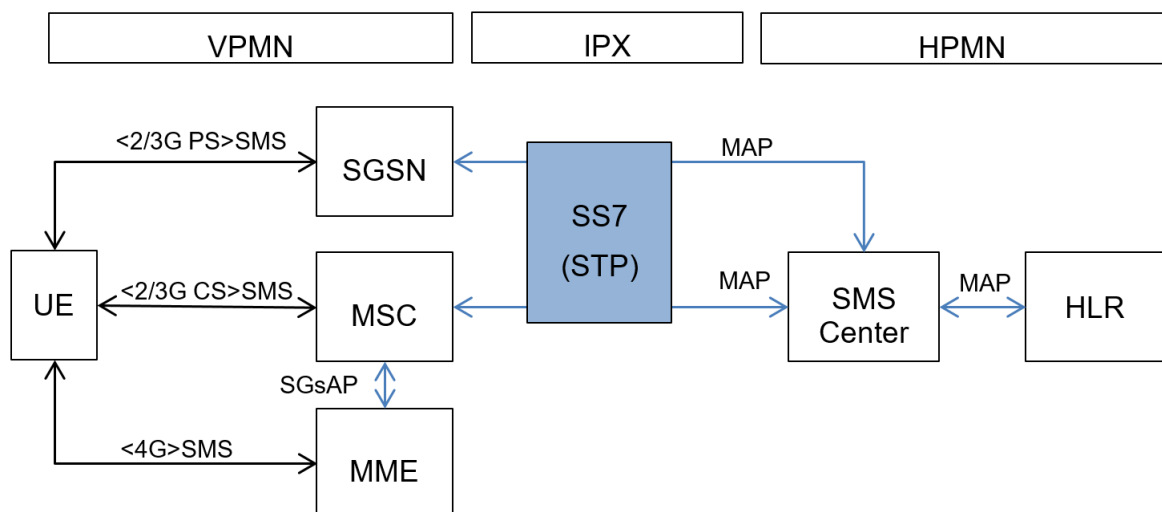 VPMN
IPX
HPMN
<2/3G PS>SMS
SGSN
MAP
SS7
(STP)
UE
<2/3G CS>SMS
MSC
MAP
SMS
Center
MAP
HLR
SGsAP
<4G>SMS
MME